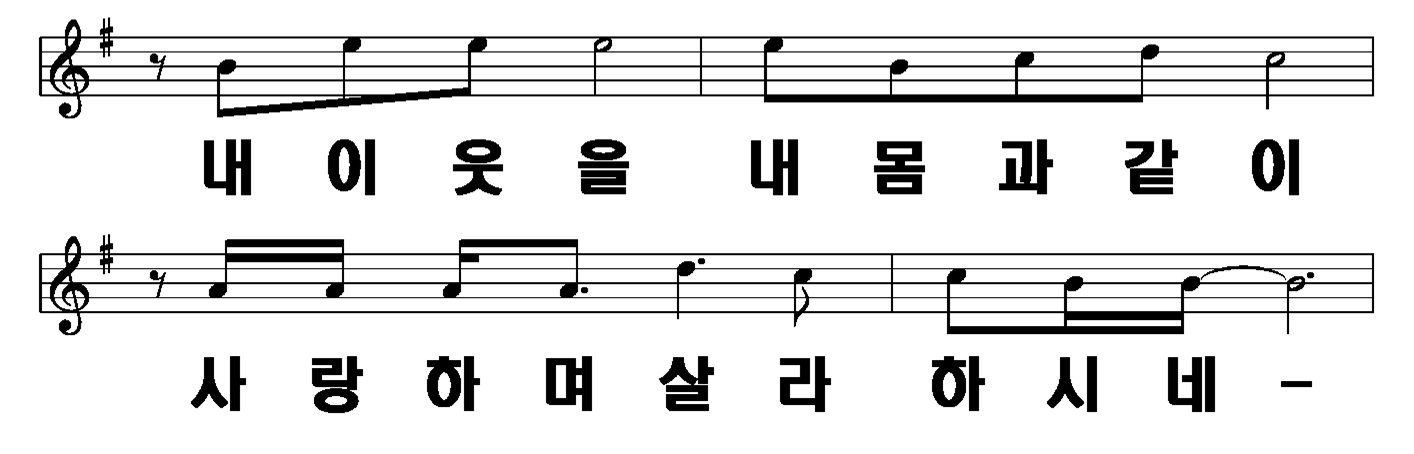 내 이 웃 을 내 몸 과 같 이
사 랑 하 며 살 라 하 시 네 -